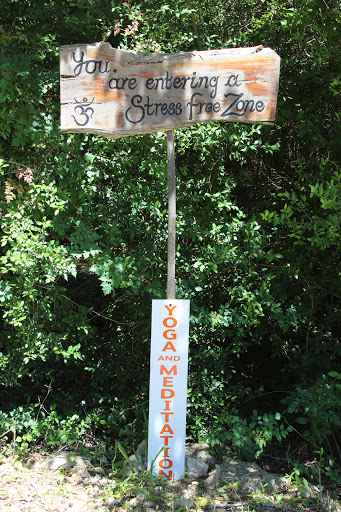 You,
are entering a
ॐ Stress free Zone
YOGA
AND
MEDITATION